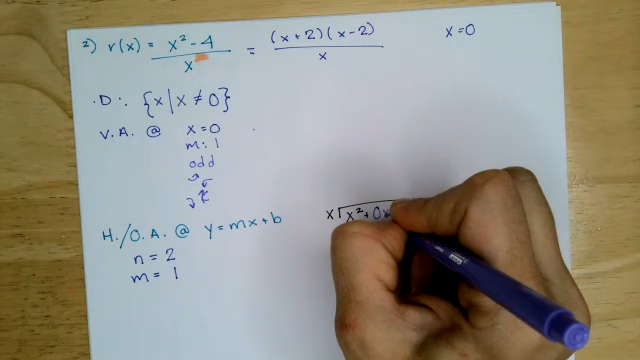 2) r(x) = x² - 4 / x = (x+2)(x-2) / x
x = 0
D: {x | x ≠ 0}
V.A. @ x = 0
m: 1
odd
H./O.A. @ y = mx + b
n = 2
m = 1
x √ x² + 0x